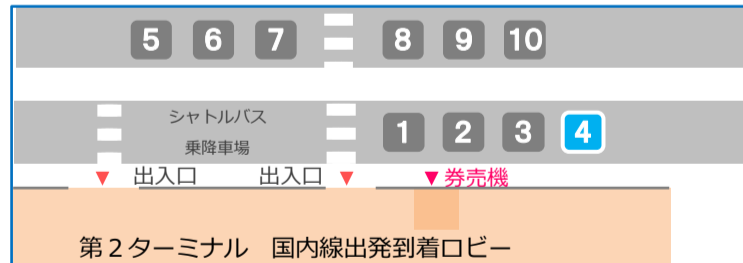 5 6 7 8 9 10
シャトルバス
乗降車場
1 2 3 4
出入口 出入口 券売機
第2ターミナル 国内線出発到着ロビー